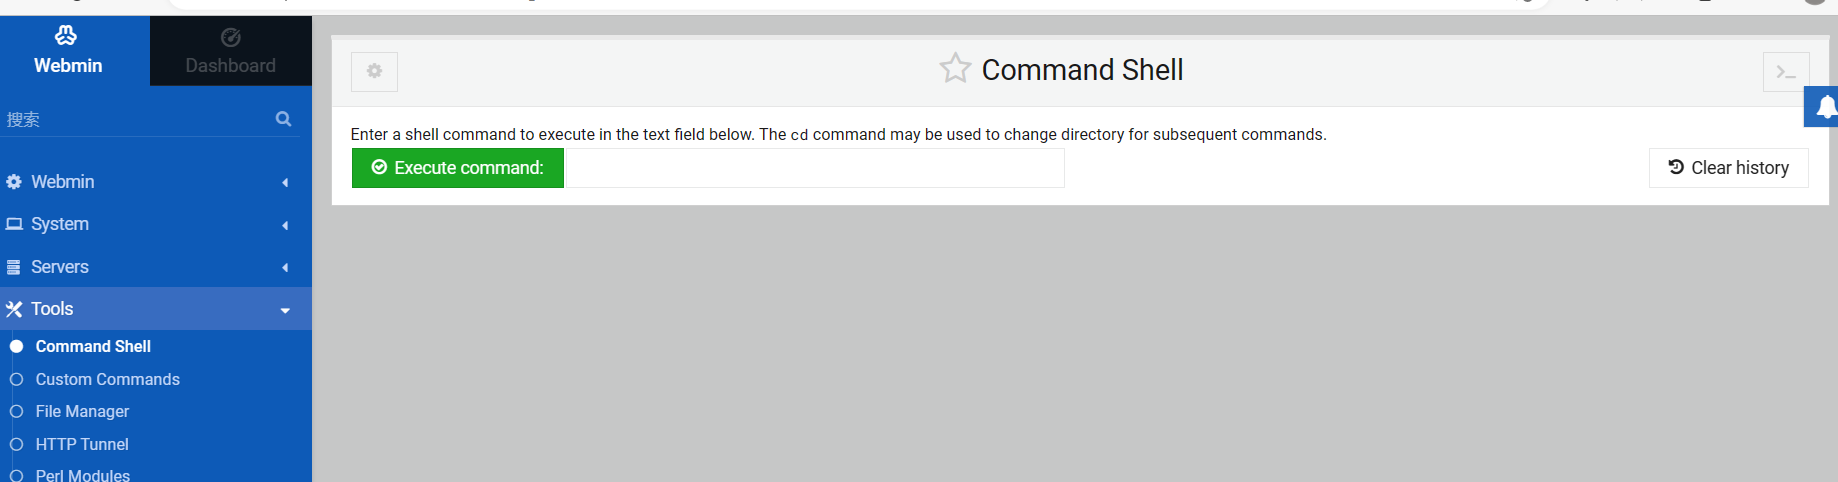 Webmin
Dashboard
搜索
Webmin
System
Servers
Tools
Command Shell
Custom Commands
File Manager
HTTP Tunnel
Perl Modules
Command Shell
Enter a shell command to execute in the text field below. The cd command may be used to change directory for subsequent commands.
Execute command:
Clear history